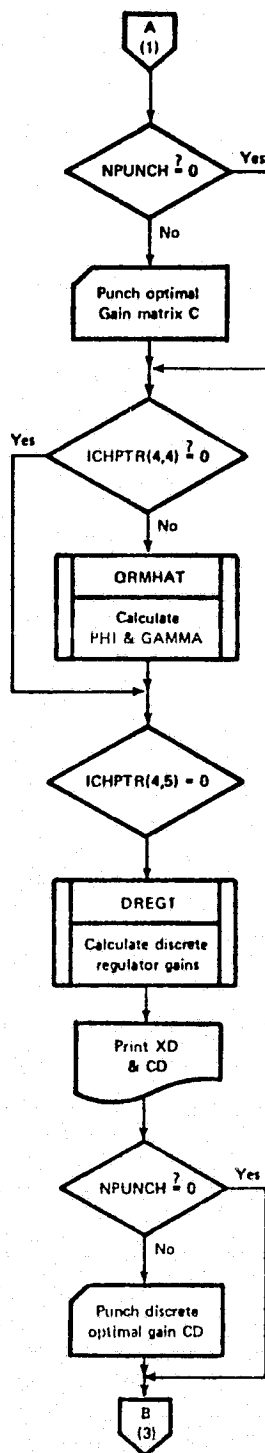 A
(1)
NPUNCH ?= 0
Yes
No
Punch optimal
Gain matrix C
Yes
ICHPTR(4,4) ?= 0
No
QRMHAT
Calculate
PHI & GAMMA
ICHPTR(4,5) = 0
DREGT
Calculate discrete
regulator gains
Print XD
& CD
NPUNCH ?= 0
Yes
No
Punch discrete
optimal gain CD
B
(3)